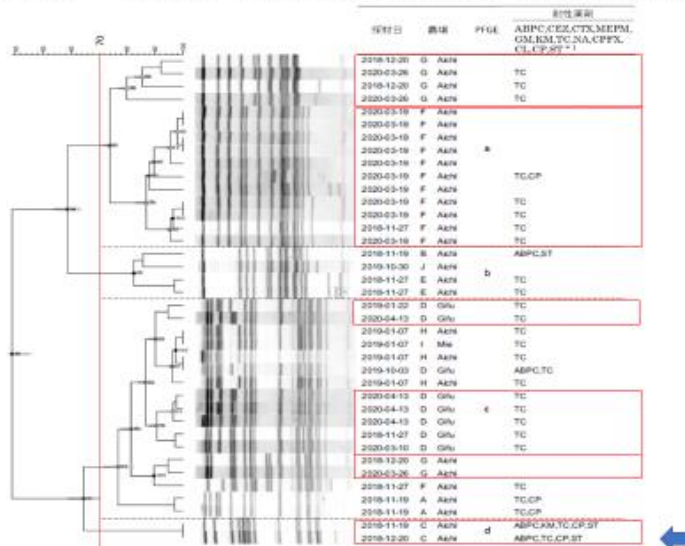 耐性薬剤
採材日 農場 PFGE ABPC,CEZ,CTX,MEPM,
GM,KM,TC,NA,CPFX,
CL,CP,ST *1
70
2018-12-20 G Aichi
2020-03-26 G Aichi TC
2018-12-20 G Aichi TC
2020-03-26 G Aichi TC
2020-03-19 F Aichi
2020-03-19 F Aichi
2020-03-19 F Aichi
2020-03-19 F Aichi a
2020-03-19 F Aichi
2020-03-19 F Aichi TC,CP
2020-03-19 F Aichi
2020-03-19 F Aichi TC
2020-03-19 F Aichi TC
2018-11-27 F Aichi TC
2020-03-19 F Aichi TC
2018-11-19 B Aichi ABPC,ST
2019-10-30 J Aichi b
2018-11-27 E Aichi TC
2018-11-27 E Aichi TC
2019-01-22 D Gifu TC
2020-04-13 D Gifu TC
2019-01-07 H Aichi TC
2019-01-07 I Mie TC
2019-01-07 H Aichi TC
2019-10-03 D Gifu ABPC,TC
2019-01-07 H Aichi TC
2020-04-13 D Gifu TC
2020-04-13 D Gifu c TC
2020-04-13 D Gifu TC
2018-11-27 D Gifu TC
2020-03-10 D Gifu TC
2018-12-20 G Aichi
2020-03-26 G Aichi
2018-11-27 F Aichi TC,CP
2018-11-19 A Aichi TC,CP
2018-11-19 A Aichi TC,CP
2018-11-19 C Aichi d ABPC,KM,TC,CP,ST
2018-12-20 C Aichi ABPC,TC,CP,ST